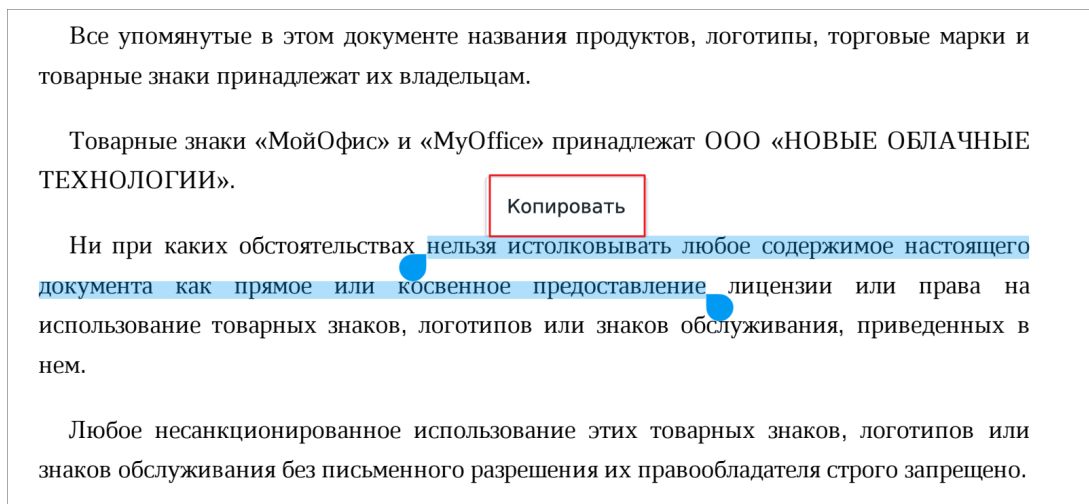 Все упомянутые в этом документе названия продуктов, логотипы, торговые марки и
товарные знаки принадлежат их владельцам.
Товарные знаки «МойОфис» и «MyOffice» принадлежат ООО «НОВЫЕ ОБЛАЧНЫЕ
ТЕХНОЛОГИИ».
Копировать
Ни при каких обстоятельствах нельзя истолковывать любое содержимое настоящего
документа как прямое или косвенное предоставление лицензии или права на
использование товарных знаков, логотипов или знаков обслуживания, приведенных в
нем.
Любое несанкционированное использование этих товарных знаков, логотипов или
знаков обслуживания без письменного разрешения их правообладателя строго запрещено.